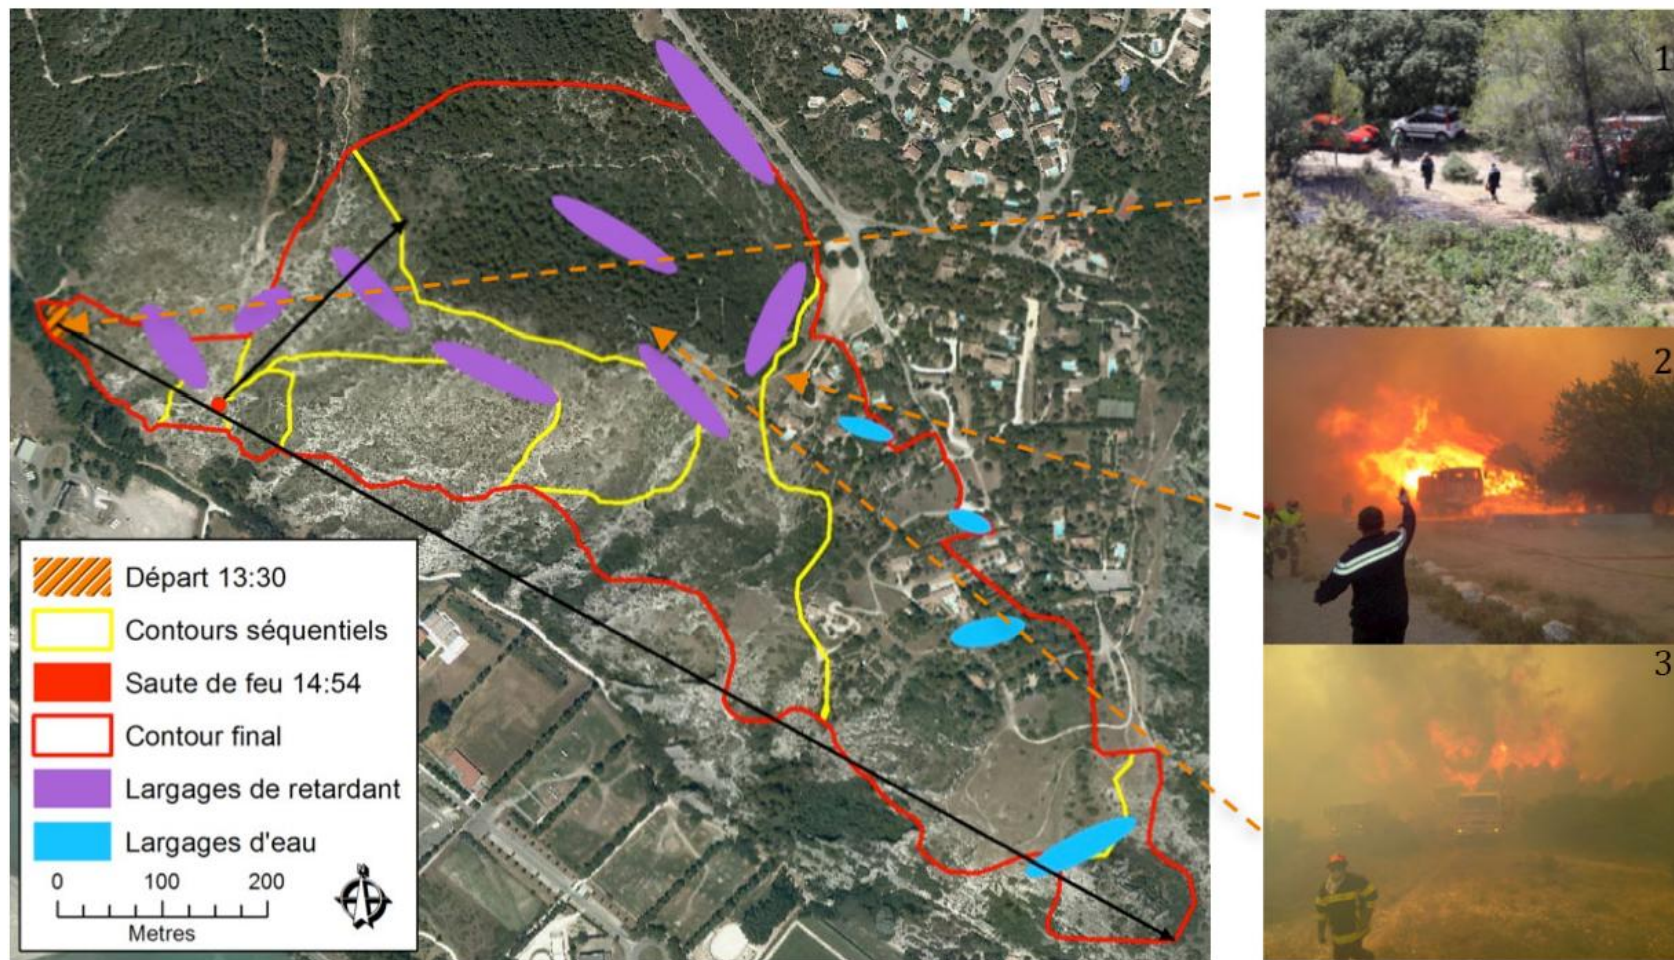 1
2
3
Départ 13:30
Contours séquentiels
Saute de feu 14:54
Contour final
Largages de retardant
Largages d'eau
0 100 200
Metres